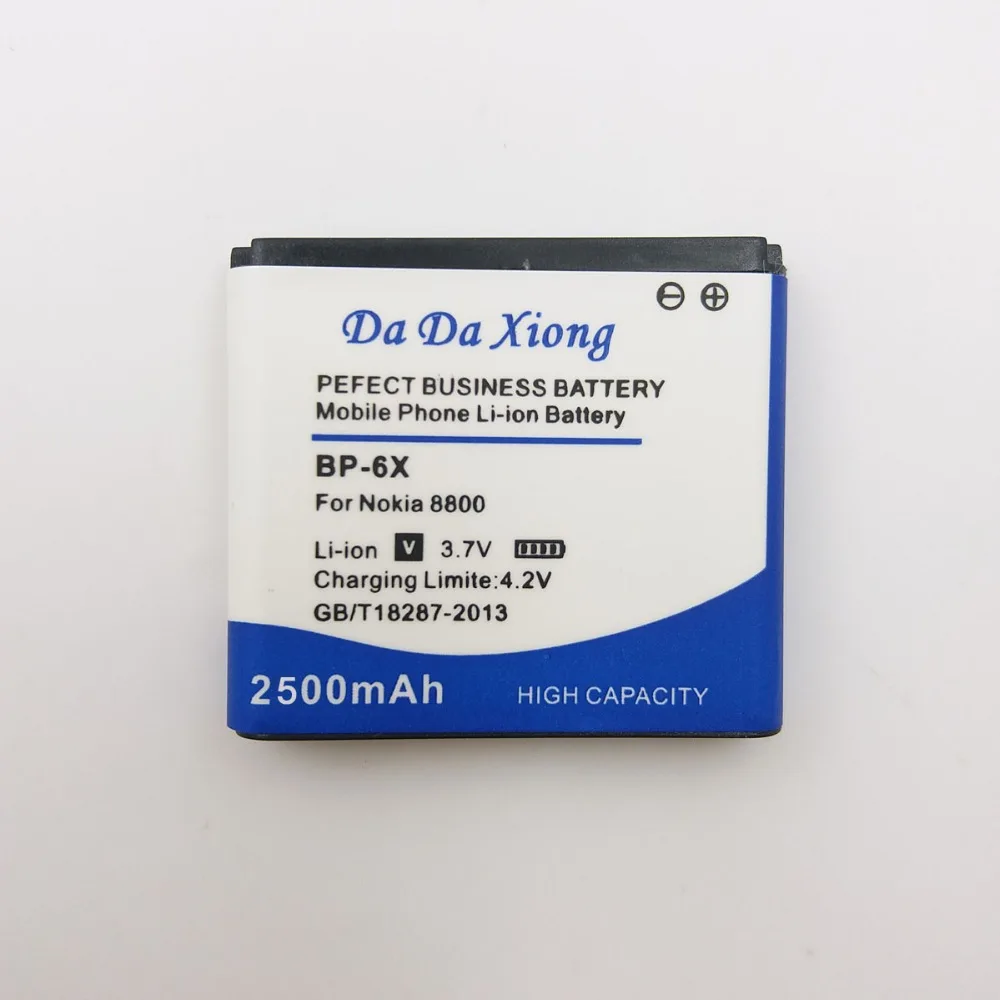 Da Da Xiong
PEFECT BUSINESS BATTERY
Mobile Phone Li-ion Battery
BP-6X
For Nokia 8800
Li-ion V 3.7V
Charging Limite:4.2V
GB/T18287-2013
2500mAh HIGH CAPACITY